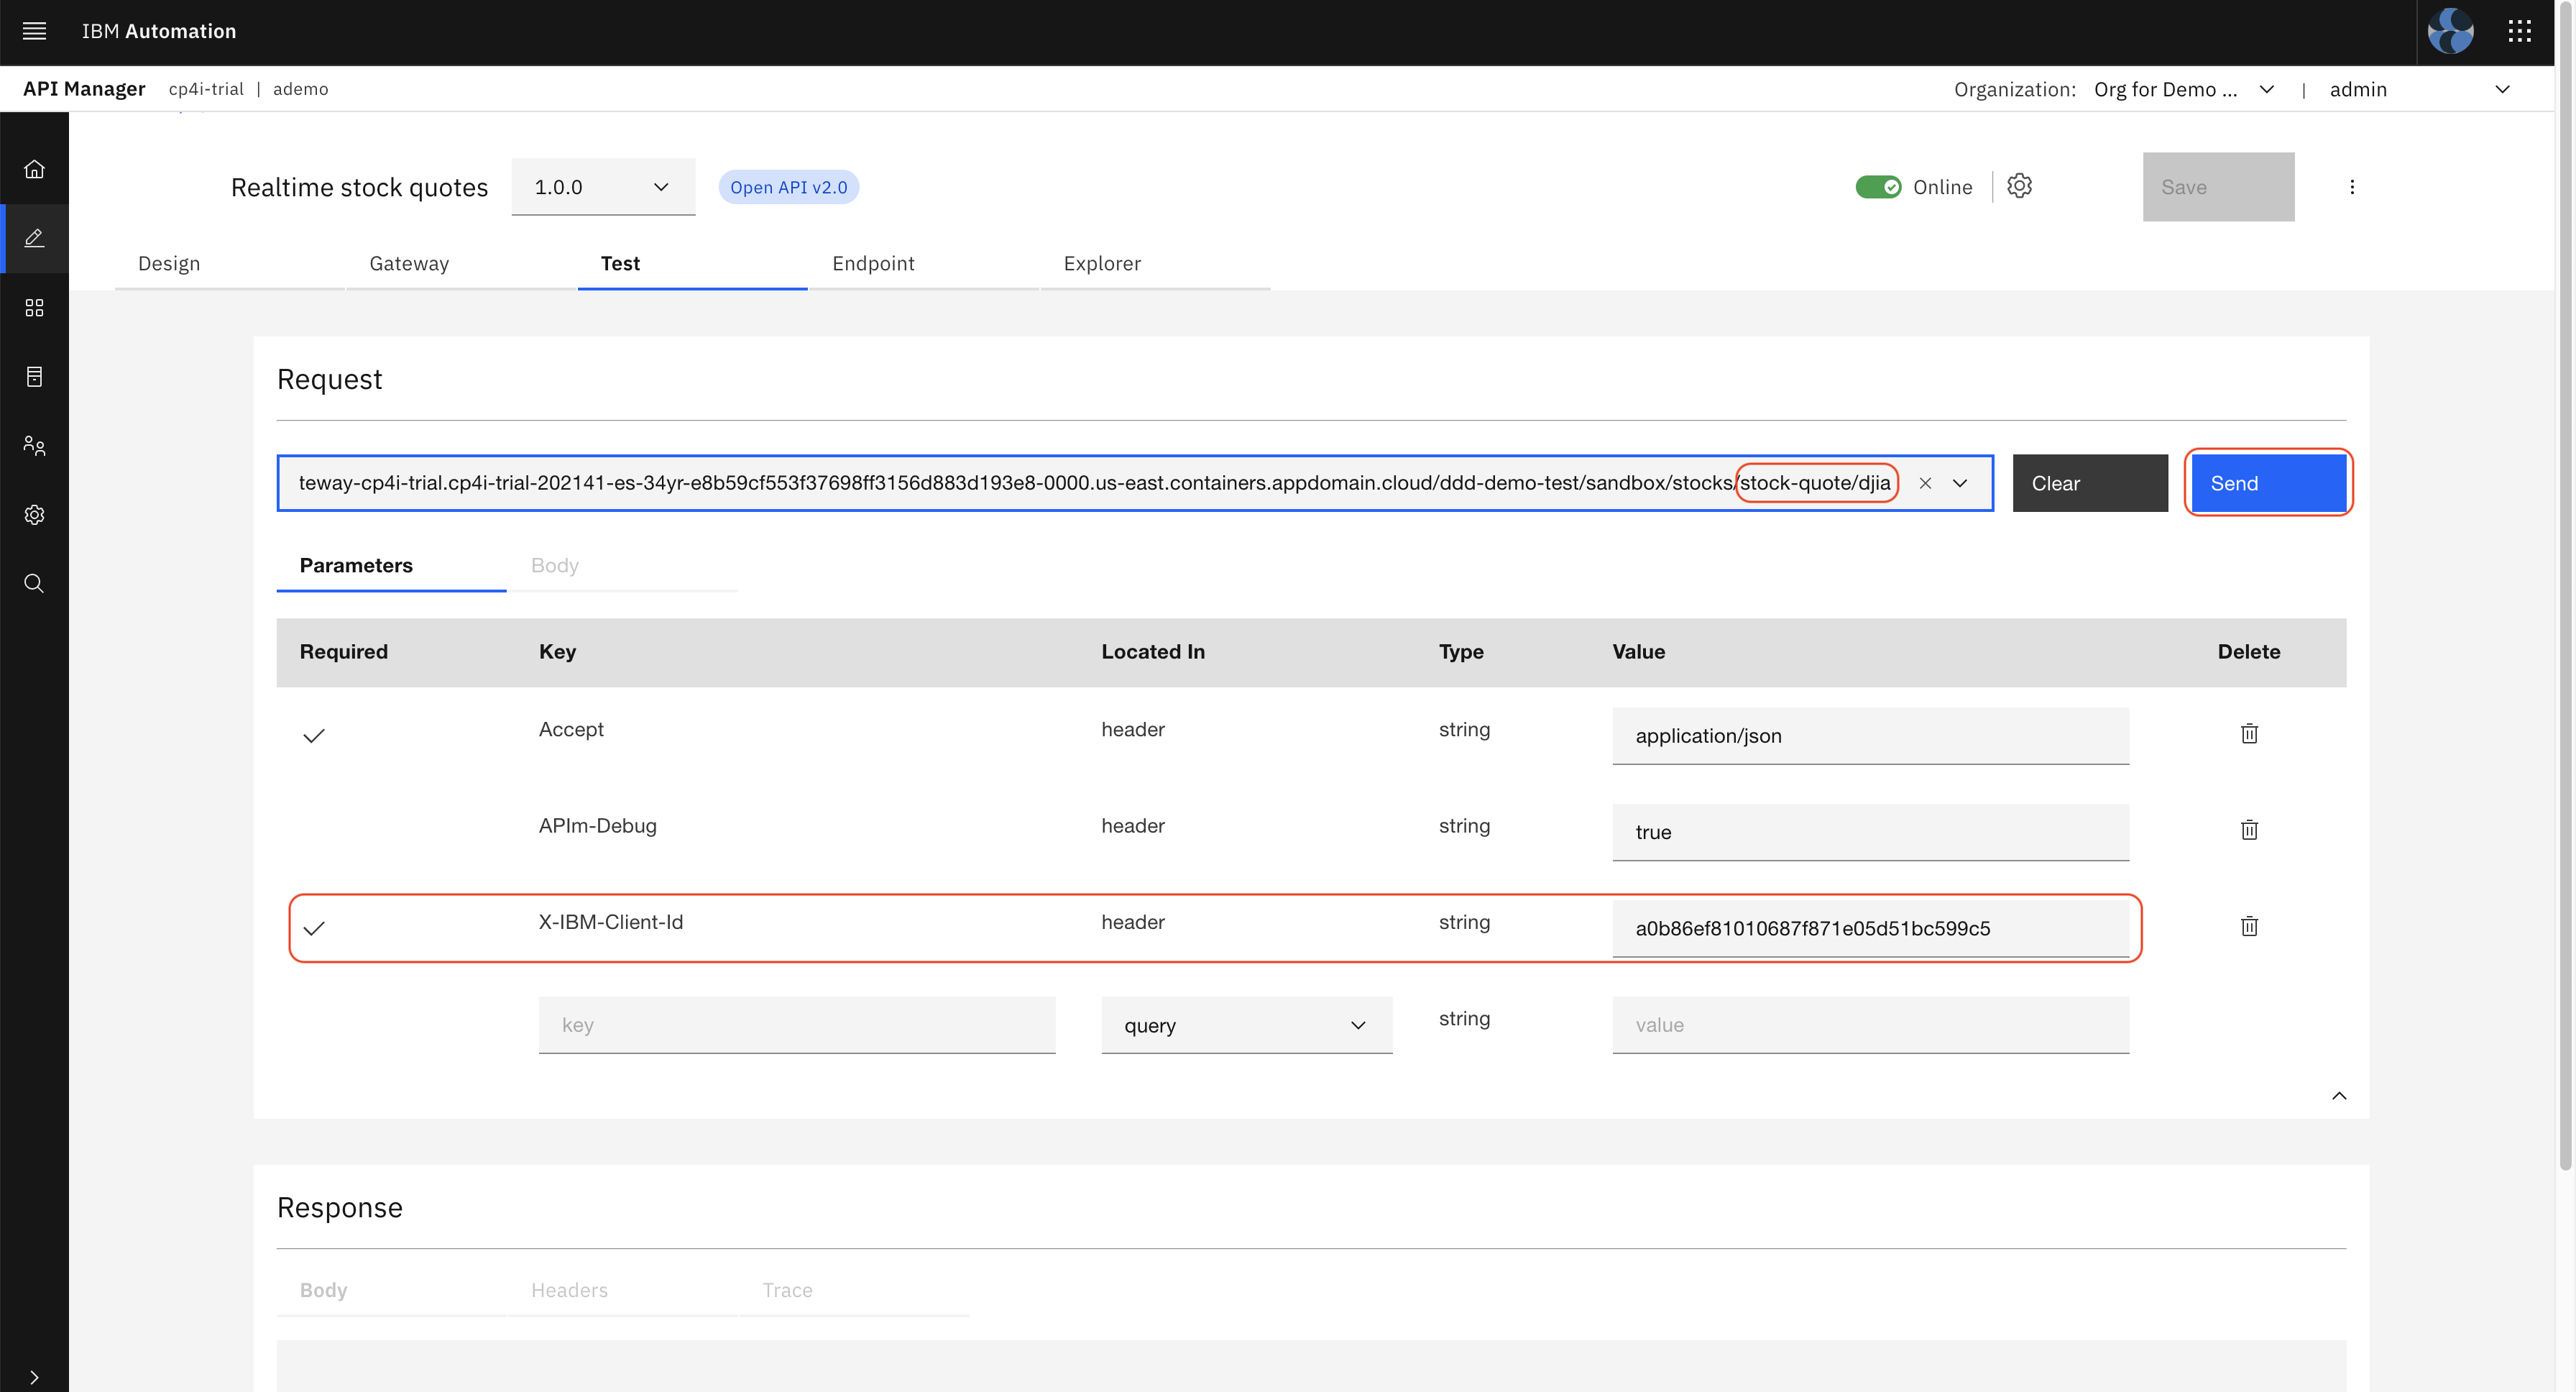 IBM Automation
API Manager cp4i-trial | ademo Organization: Org for Demo ... | admin
Realtime stock quotes 1.0.0 Open API v2.0 Online Save
Design Gateway Test Endpoint Explorer
Request
teway-cp4i-trial.cp4i-trial-202141-es-34yr-e8b59cf553f37698ff3156d883d193e8-0000.us-east.containers.appdomain.cloud/ddd-demo-test/sandbox/stocks/stock-quote/djia Clear Send
Parameters Body
Required Key Located In Type Value Delete
Accept header string application/json
APIm-Debug header string true
X-IBM-Client-Id header string a0b86ef81010687f871e05d51bc599c5
key query string value
Response
Body Headers Trace